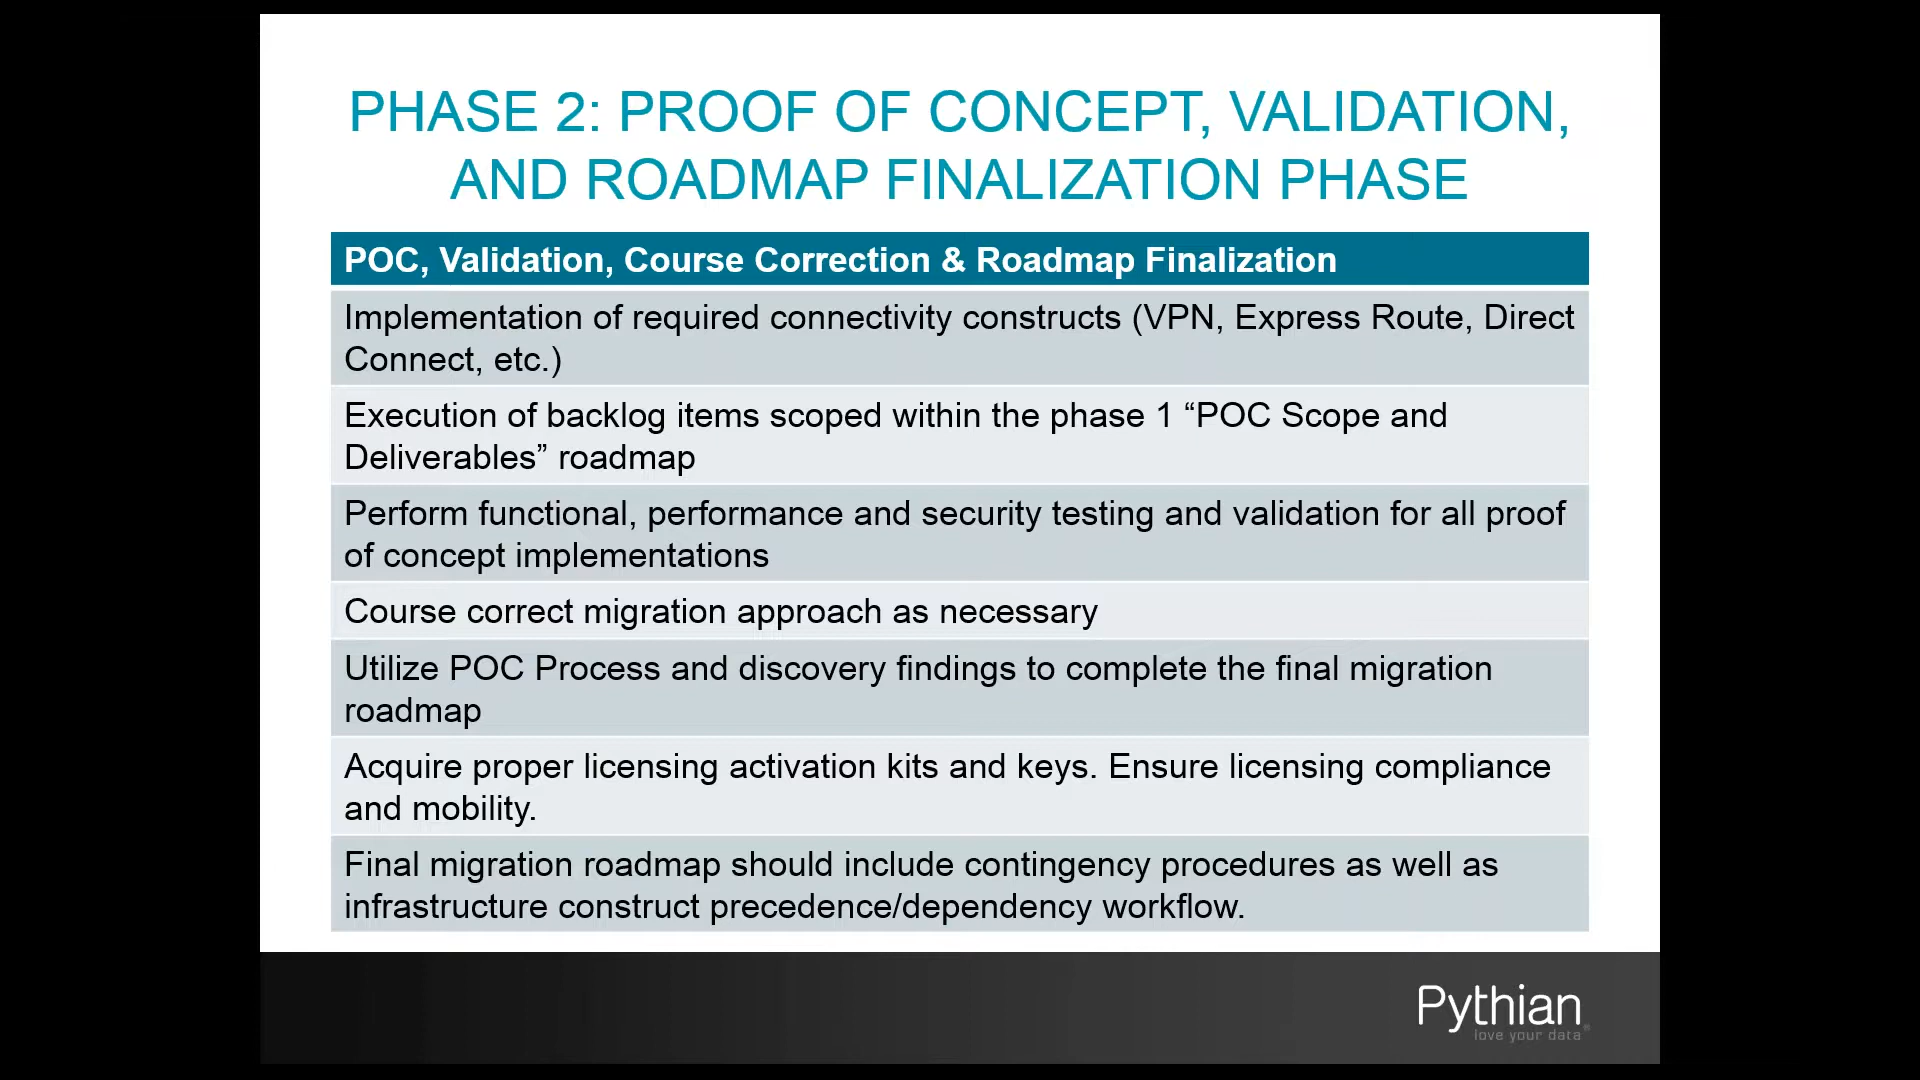 PHASE 2: PROOF OF CONCEPT, VALIDATION,
AND ROADMAP FINALIZATION PHASE
POC, Validation, Course Correction & Roadmap Finalization
Implementation of required connectivity constructs (VPN, Express Route, Direct
Connect, etc.)
Execution of backlog items scoped within the phase 1 “POC Scope and
Deliverables” roadmap
Perform functional, performance and security testing and validation for all proof
of concept implementations
Course correct migration approach as necessary
Utilize POC Process and discovery findings to complete the final migration
roadmap
Acquire proper licensing activation kits and keys. Ensure licensing compliance
and mobility.
Final migration roadmap should include contingency procedures as well as
infrastructure construct precedence/dependency workflow.
Pythian
love your data®